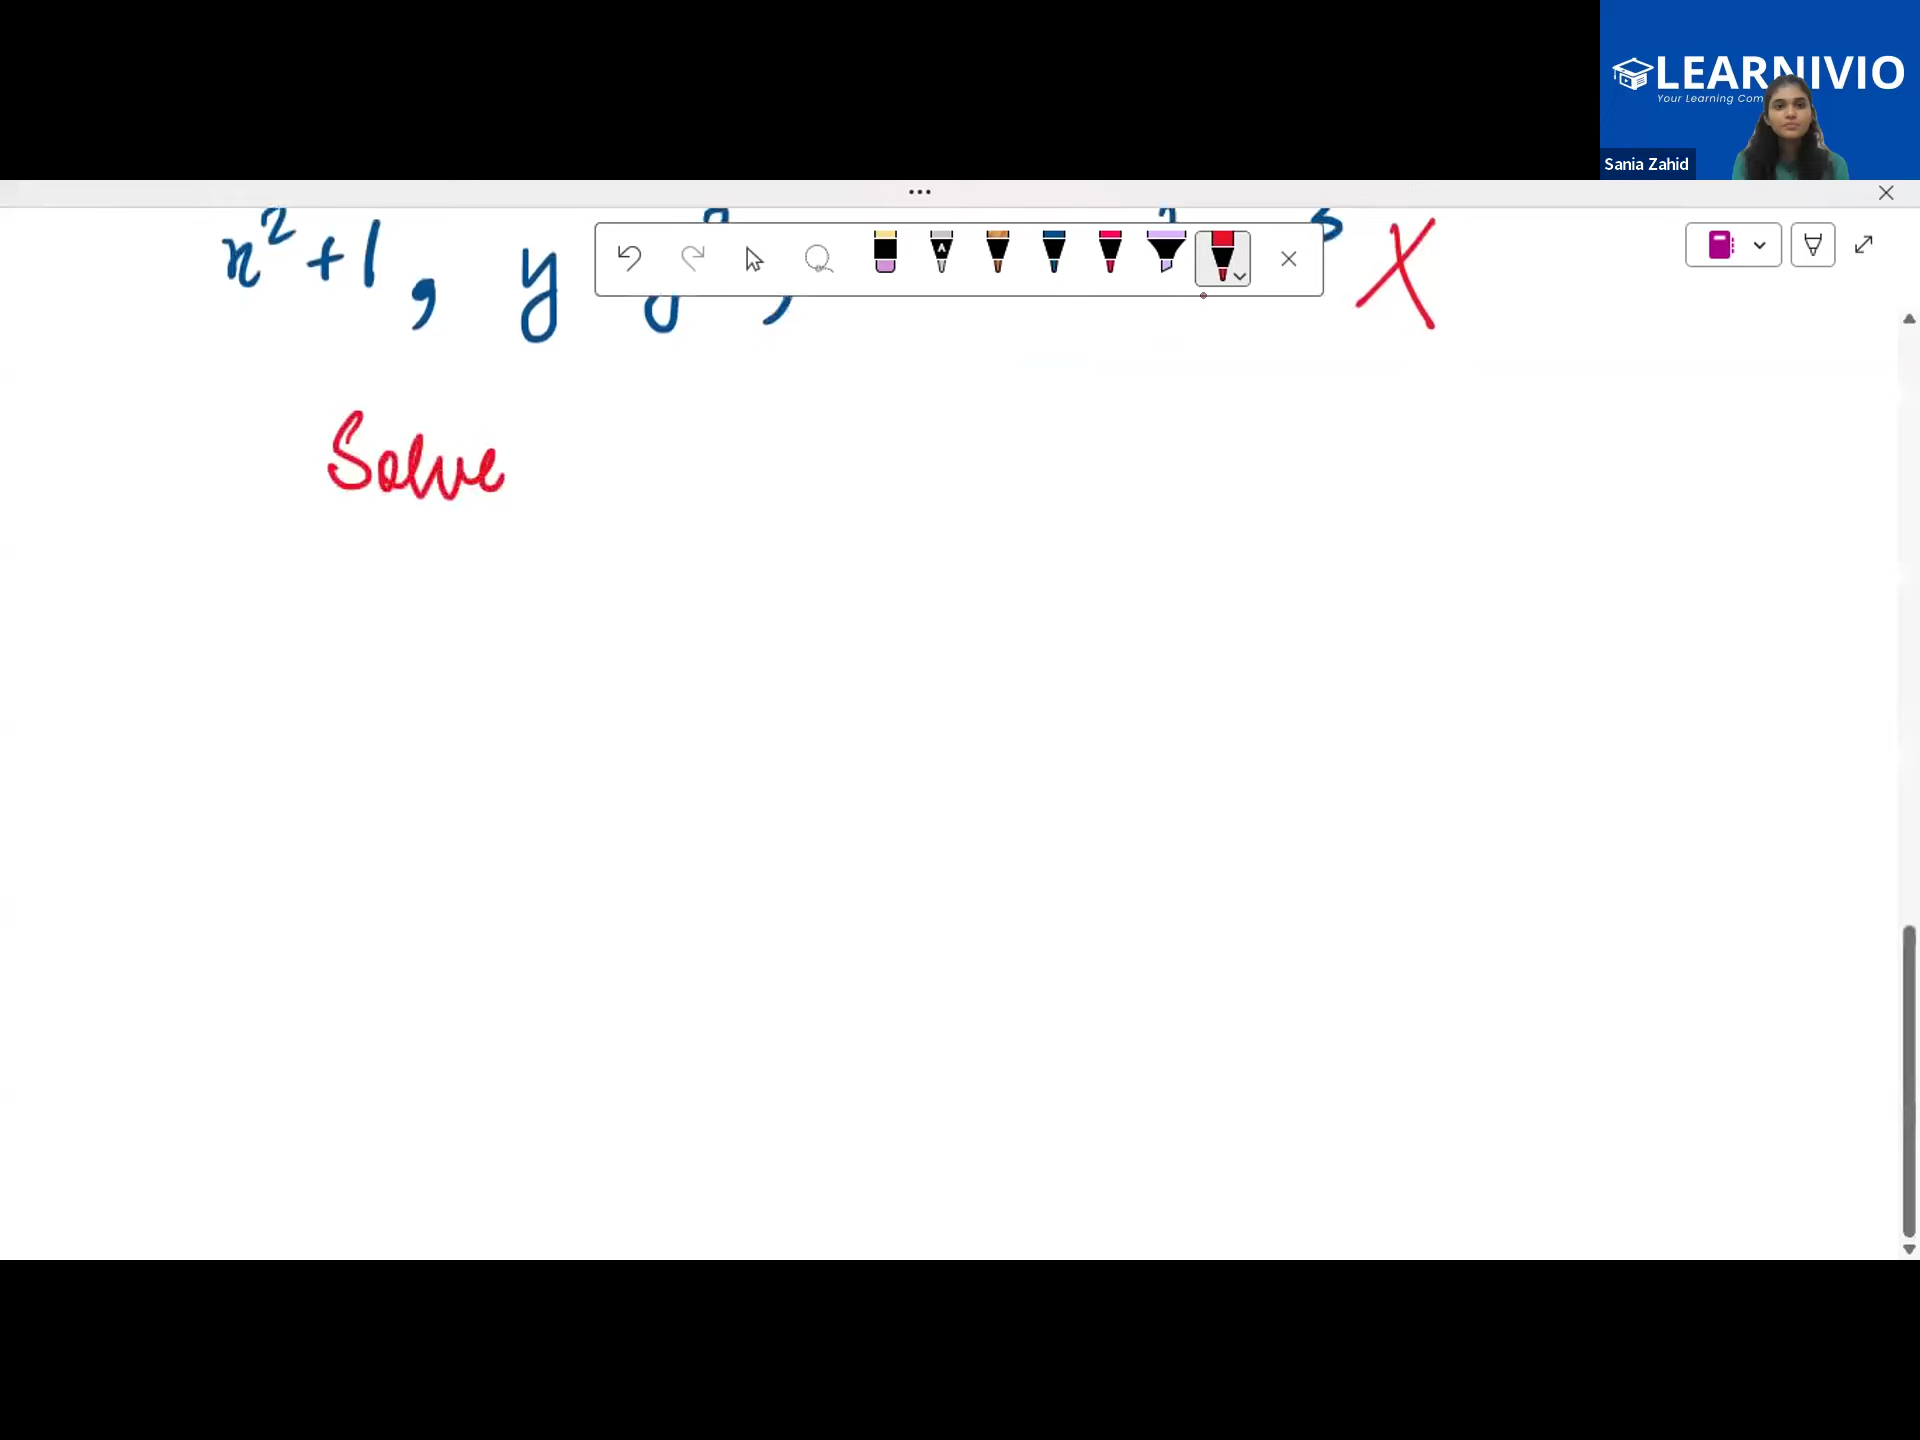 LEARNIVIO
Your Learning Com
Sania Zahid
x² + 1 , y y ,
X
Solve